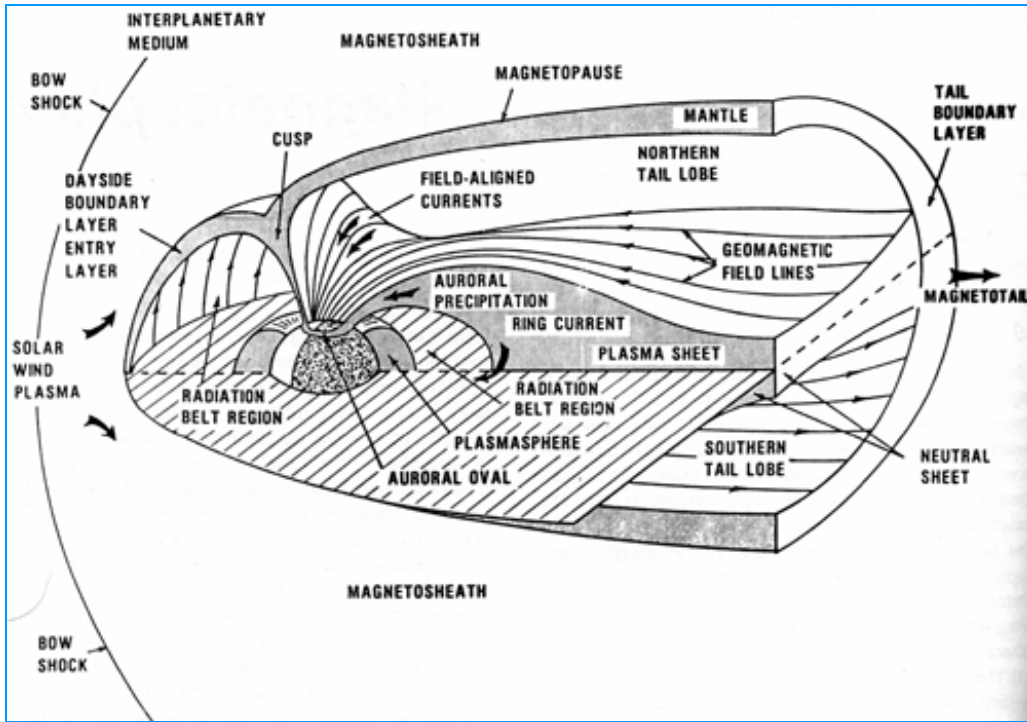 INTERPLANETARY
MEDIUM
MAGNETOSHEATH
BOW
SHOCK
MAGNETOPAUSE
TAIL
BOUNDARY
LAYER
MANTLE
CUSP
NORTHERN
TAIL LOBE
DAYSIDE
BOUNDARY
LAYER
ENTRY
LAYER
FIELD-ALIGNED
CURRENTS
GEOMAGNETIC
FIELD LINES
MAGNETOTAIL
AURORAL
PRECIPITATION
RING CURRENT
SOLAR
WIND
PLASMA
PLASMA SHEET
RADIATION
BELT REGION
RADIATION
BELT REGION
PLASMASPHERE
AURORAL OVAL
SOUTHERN
TAIL LOBE
NEUTRAL
SHEET
MAGNETOSHEATH
BOW
SHOCK